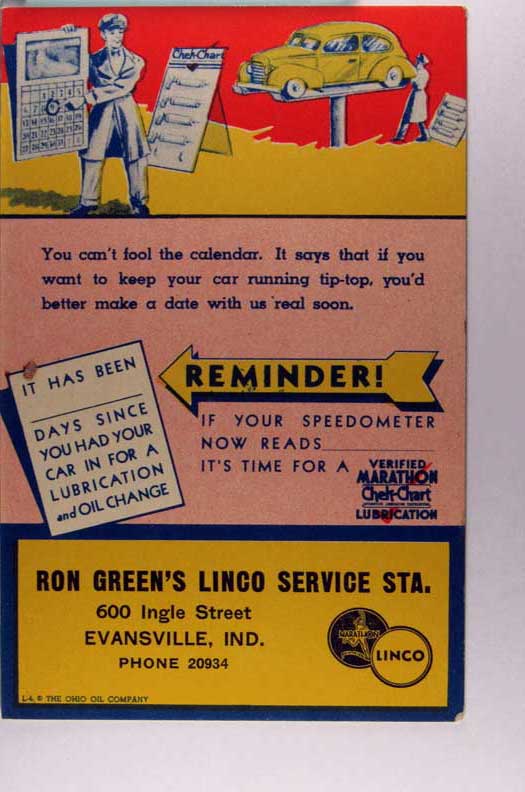 Chek-Chart
You can't fool the calendar. It says that if you
want to keep your car running tip-top, you'd
better make a date with us real soon.
IT HAS BEEN
DAYS SINCE
YOU HAD YOUR
CAR IN FOR A
LUBRICATION
and OIL CHANGE
REMINDER!
IF YOUR SPEEDOMETER
NOW READS
IT'S TIME FOR A
VERIFIED
MARATHON
Chek-Chart
LUBRICATION
RON GREEN'S LINCO SERVICE STA.
600 Ingle Street
EVANSVILLE, IND.
PHONE 20934
MARATHON
LINCO
L-4, © THE OHIO OIL COMPANY